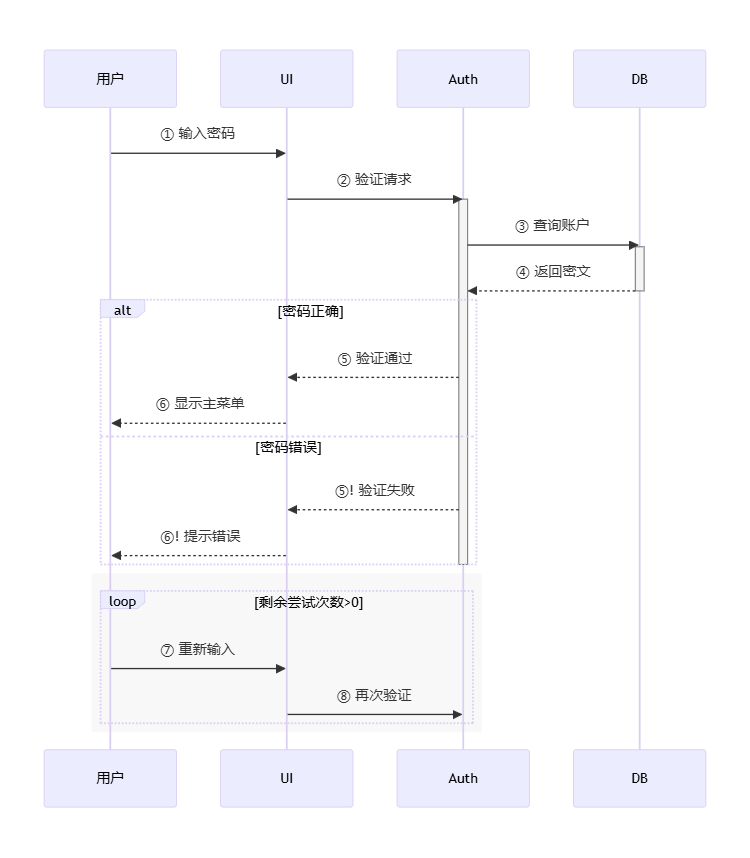 用户
UI
Auth
DB
① 输入密码
② 验证请求
③ 查询账户
④ 返回密文
alt
[密码正确]
⑤ 验证通过
⑥ 显示主菜单
[密码错误]
⑤! 验证失败
⑥! 提示错误
loop
[剩余尝试次数>0]
⑦ 重新输入
⑧ 再次验证
用户
UI
Auth
DB